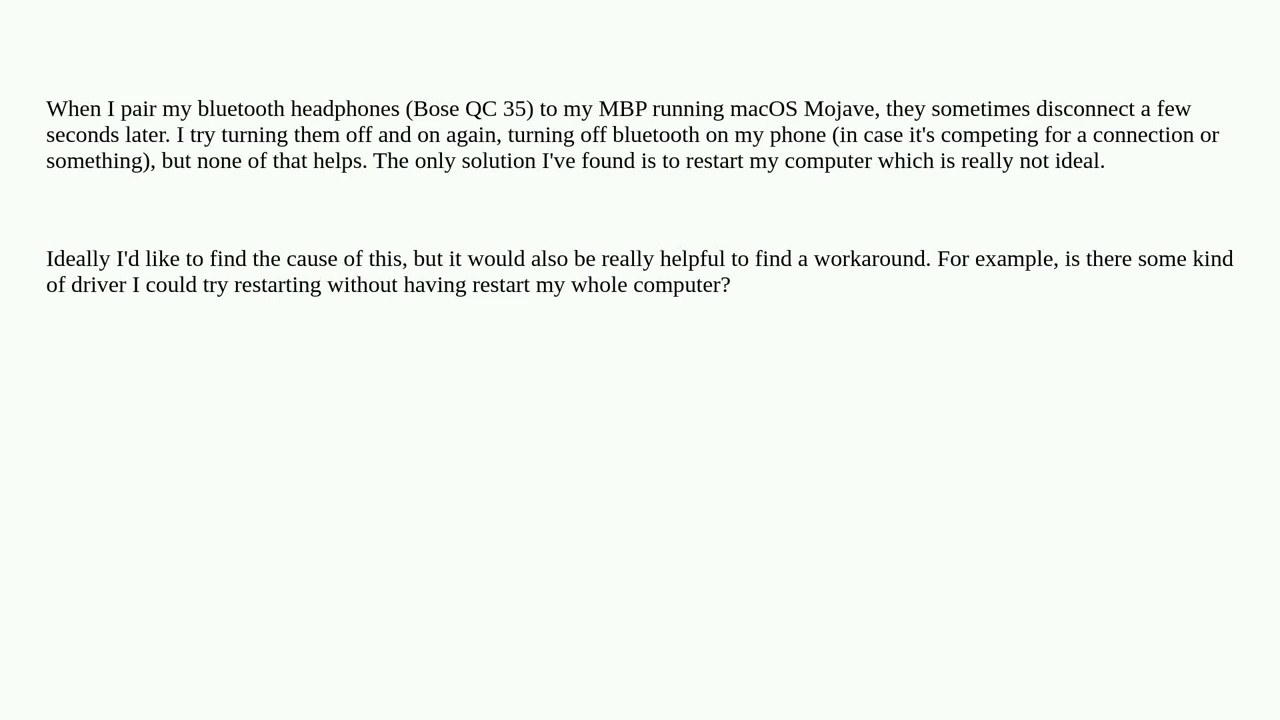 When I pair my bluetooth headphones (Bose QC 35) to my MBP running macOS Mojave, they sometimes disconnect a few
seconds later. I try turning them off and on again, turning off bluetooth on my phone (in case it's competing for a connection or
something), but none of that helps. The only solution I've found is to restart my computer which is really not ideal.
Ideally I'd like to find the cause of this, but it would also be really helpful to find a workaround. For example, is there some kind
of driver I could try restarting without having restart my whole computer?